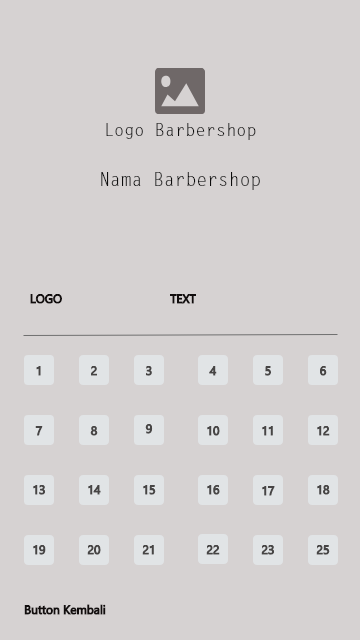 Logo Barbershop
Nama Barbershop
LOGO TEXT
1 2 3 4 5 6
7 8 9 10 11 12
13 14 15 16 17 18
19 20 21 22 23 25
Button Kembali